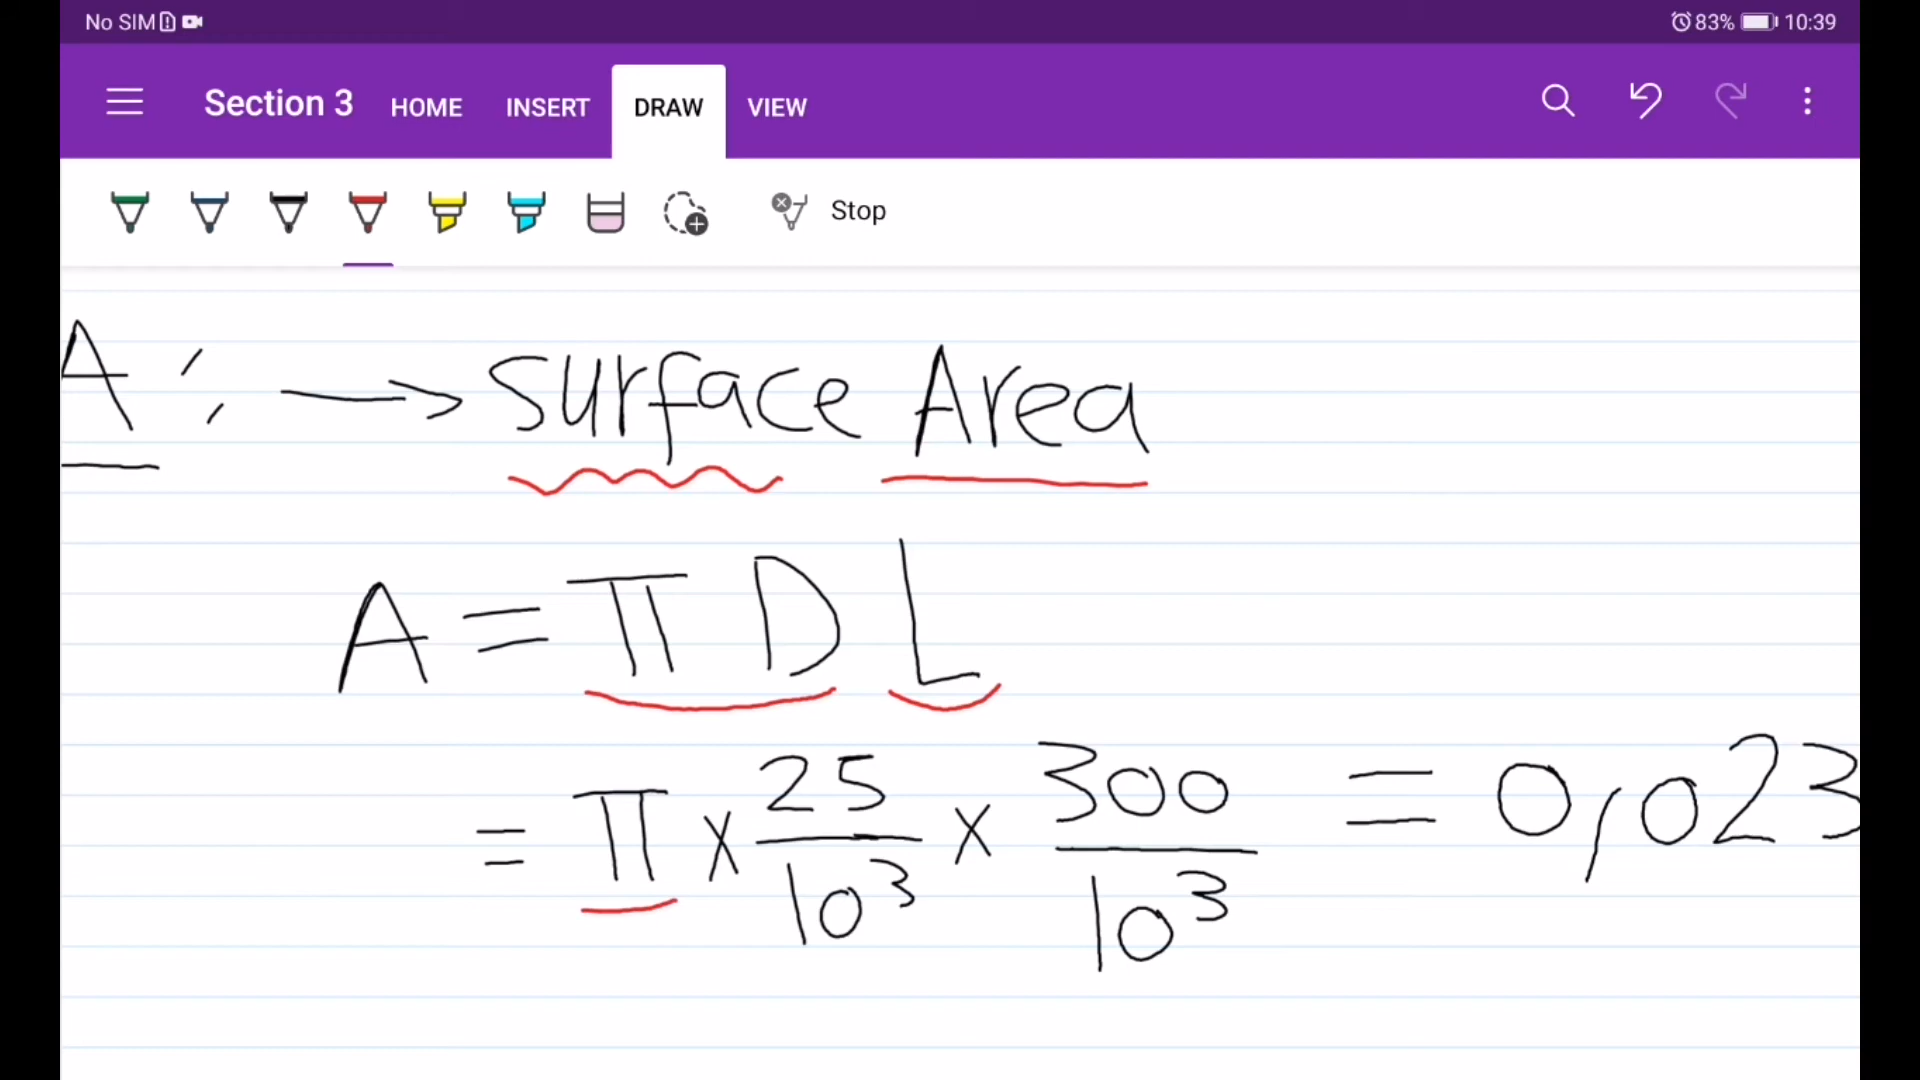 No SIM 83% 10:39
Section 3 HOME INSERT DRAW VIEW
Stop
A : → Surface Area
A = π D L
= π x 25/10³ x 300/10³ = 0,023